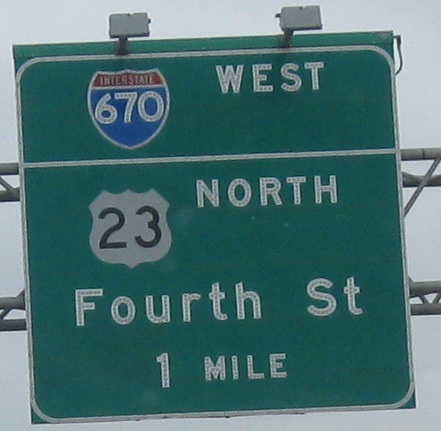 INTERSTATE
670
WEST
23
NORTH
Fourth St
1 MILE